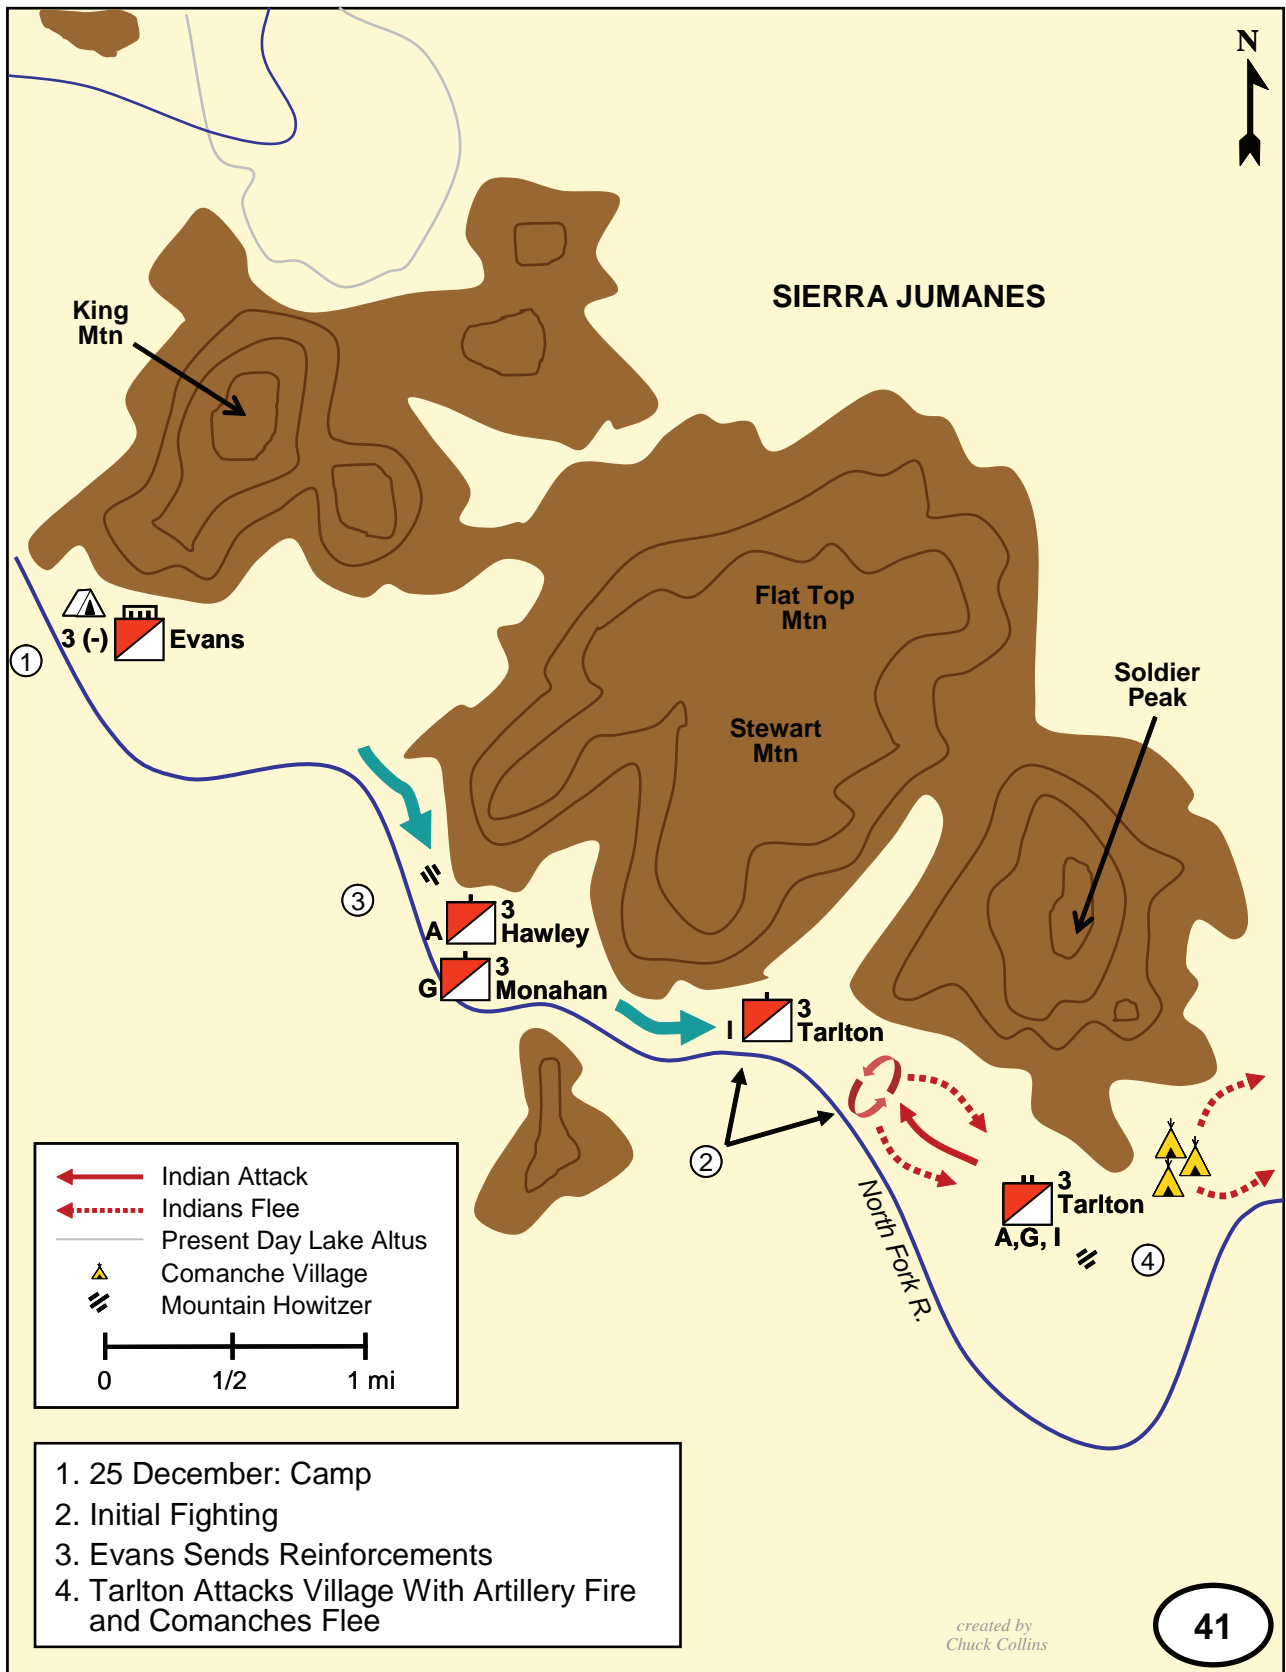 N
SIERRA JUMANES
King
Mtn
Flat Top
Mtn
3 (-)
Evans
1
Soldier
Peak
Stewart
Mtn
3
A
3
Hawley
G
3
Monahan
I
3
Tarlton
2
North Fork R.
3
Tarlton
A,G, I
4
Indian Attack
Indians Flee
Present Day Lake Altus
Comanche Village
Mountain Howitzer
0 1/2 1 mi
1. 25 December: Camp
2. Initial Fighting
3. Evans Sends Reinforcements
4. Tarlton Attacks Village With Artillery Fire
and Comanches Flee
created by
Chuck Collins
41